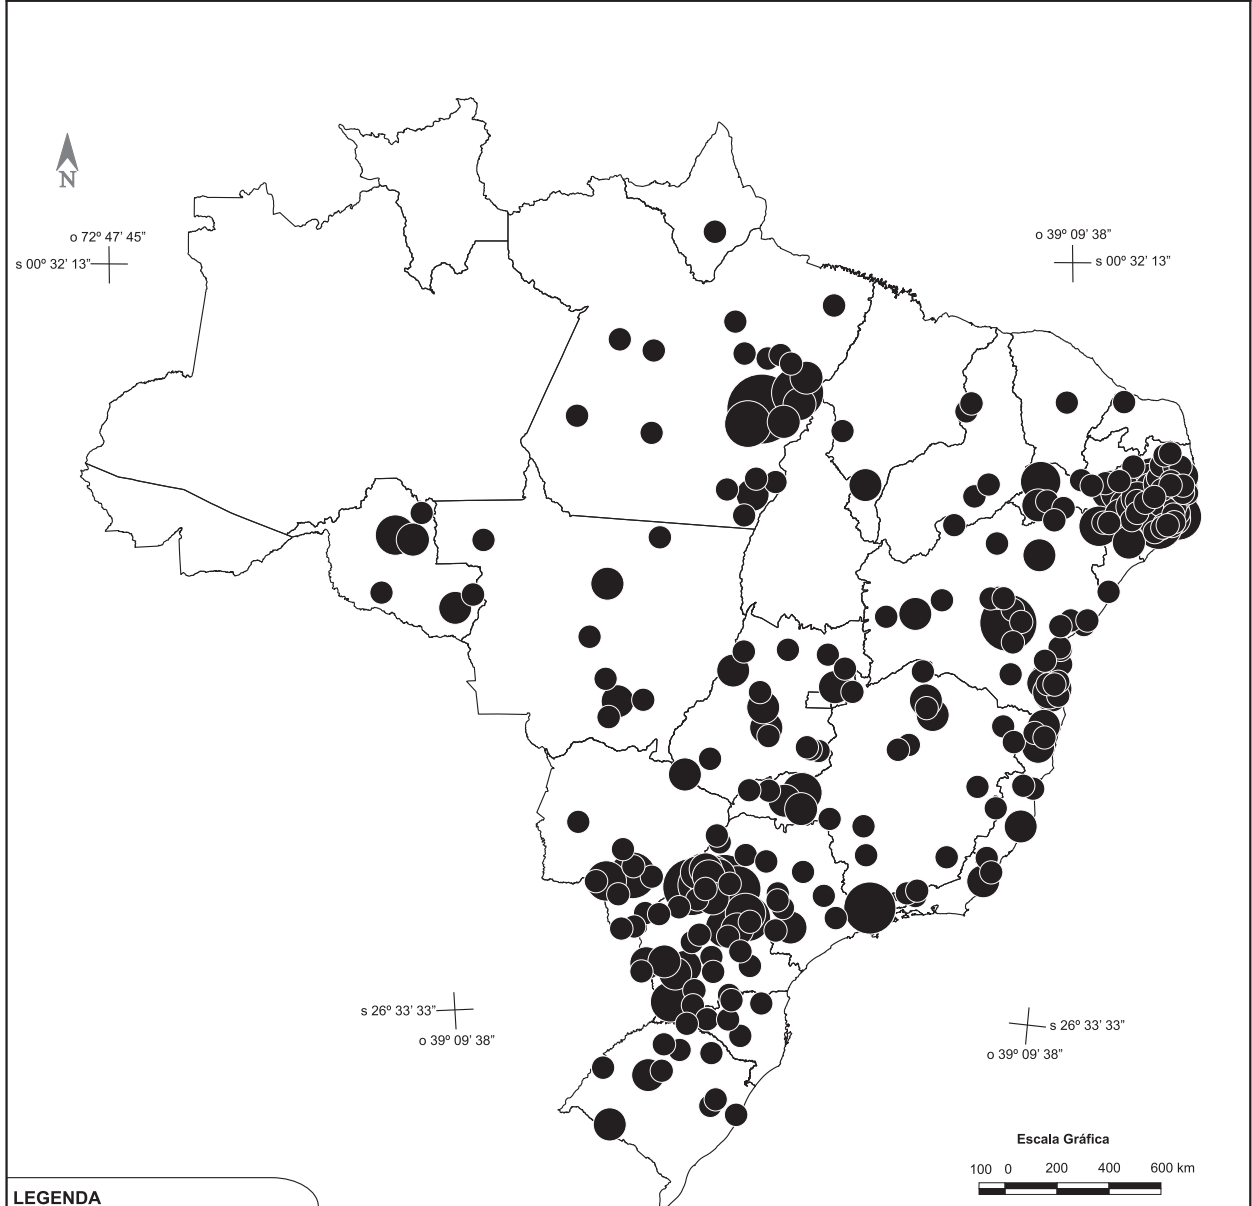 N
o 72º 47' 45”
s 00º 32' 13”
o 39º 09' 38”
s 00º 32' 13”
s 26º 33' 33”
o 39º 09' 38”
s 26º 33' 33”
o 39º 09' 38”
Escala Gráfica
100 0 200 400 600 km
LEGENDA